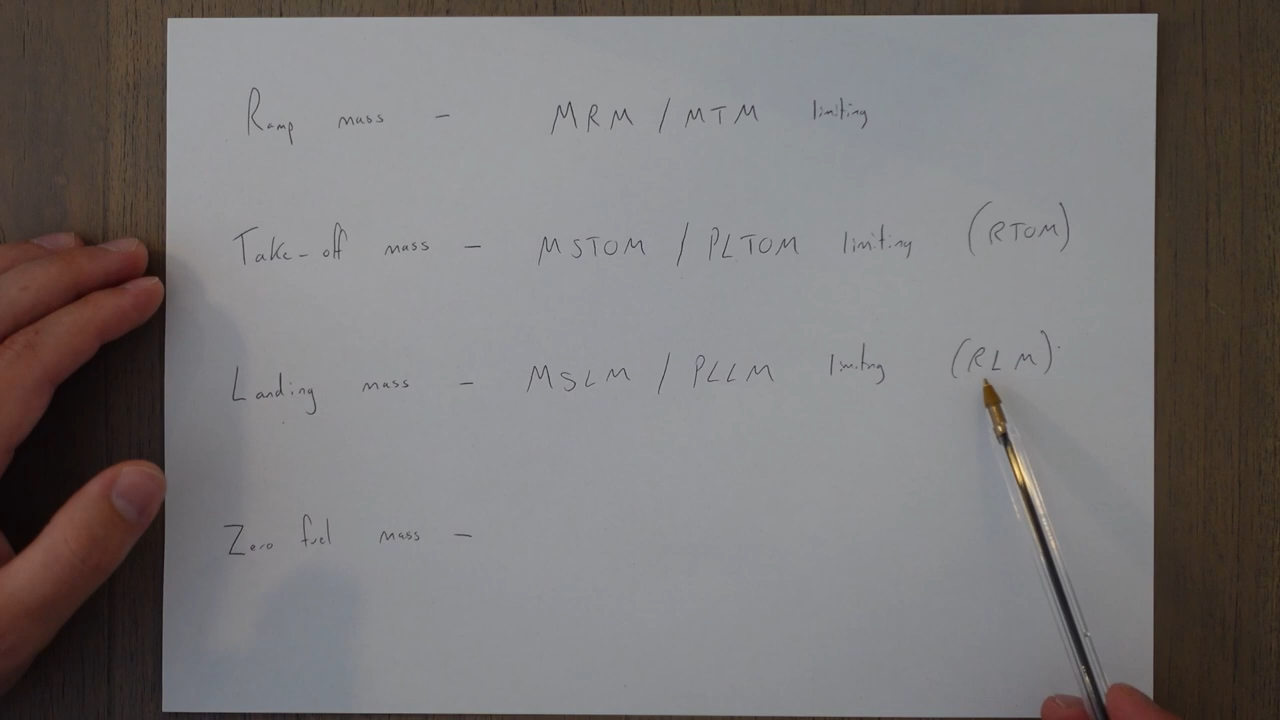 Ramp mass - MRM / MTM limiting
Take-off mass - MSTOM / PLTOM limiting (RTOM)
Landing mass - MSLM / PLLM limiting (RLM)
Zero fuel mass -